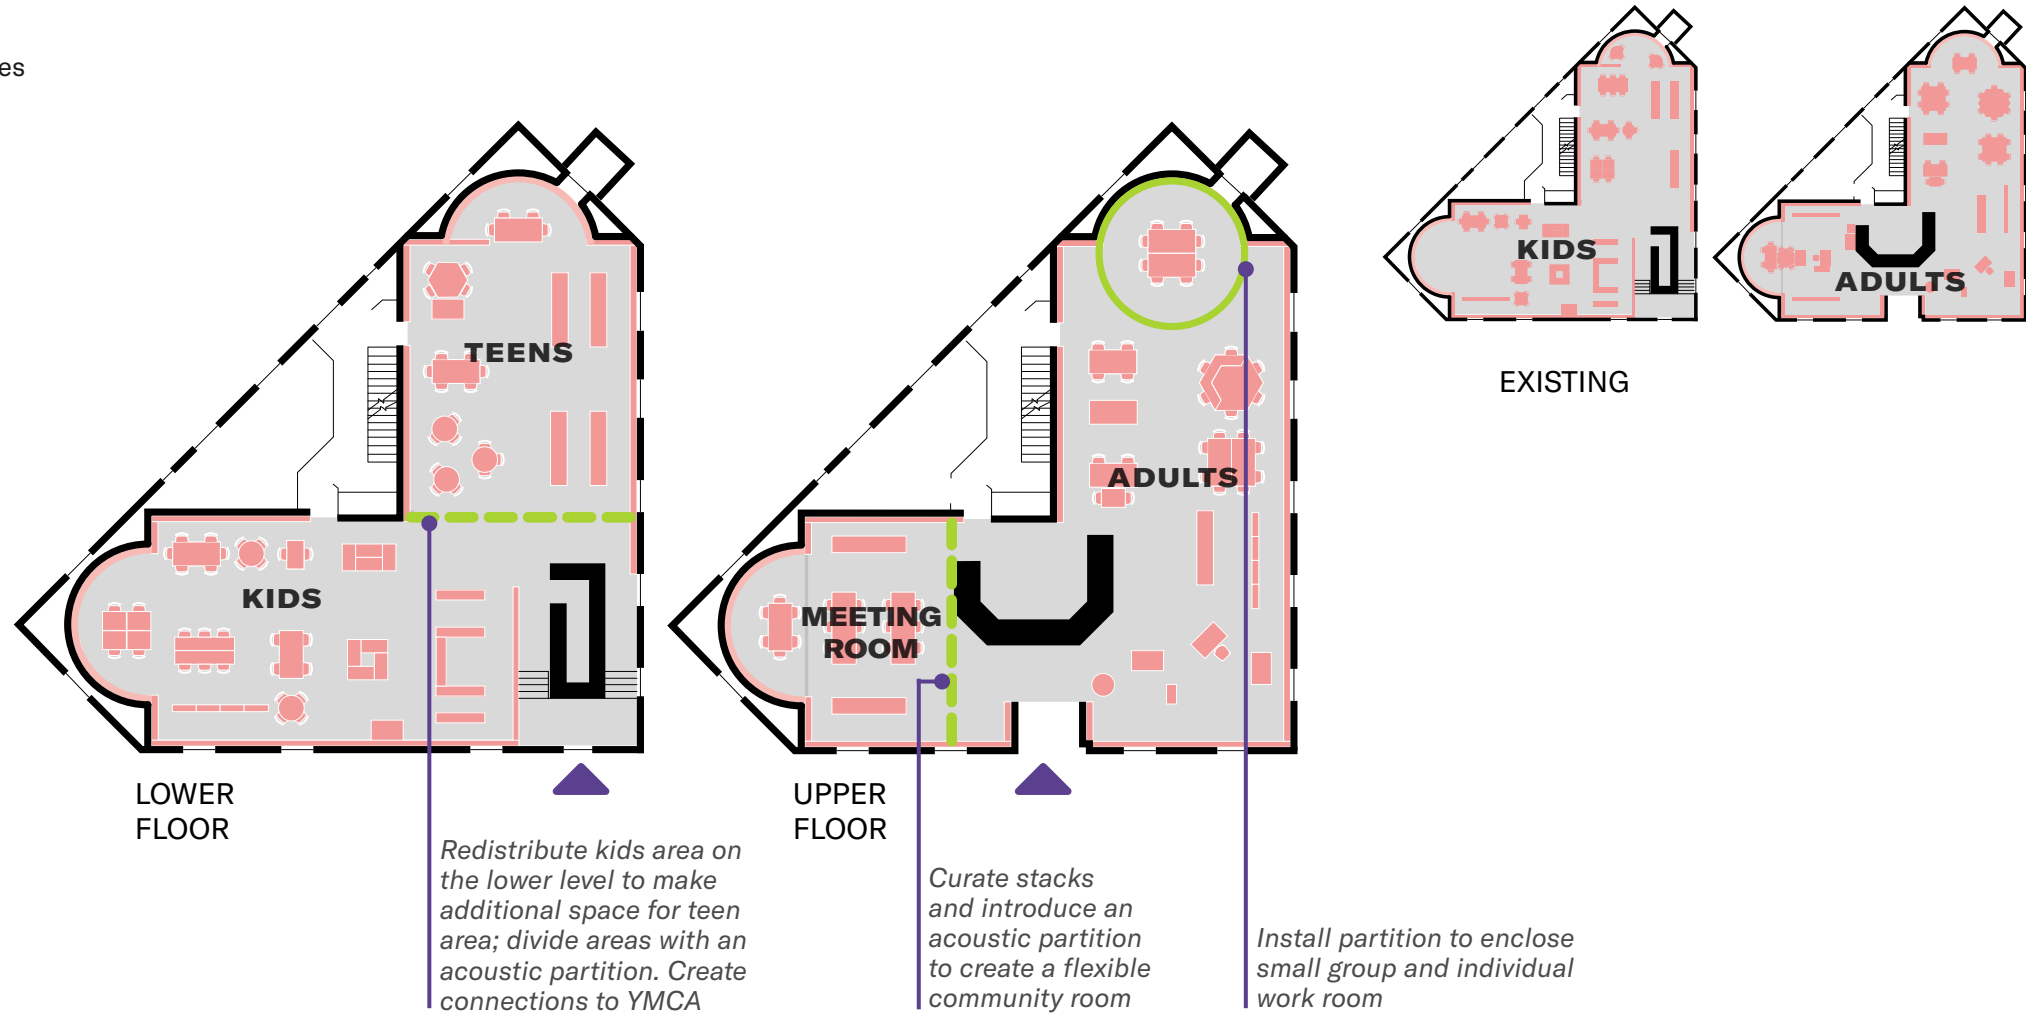 es
TEENS
KIDS
LOWER
FLOOR
Redistribute kids area on
the lower level to make
additional space for teen
area; divide areas with an
acoustic partition. Create
connections to YMCA
ADULTS
MEETING
ROOM
UPPER
FLOOR
Curate stacks
and introduce an
acoustic partition
to create a flexible
community room
Install partition to enclose
small group and individual
work room
KIDS
ADULTS
EXISTING